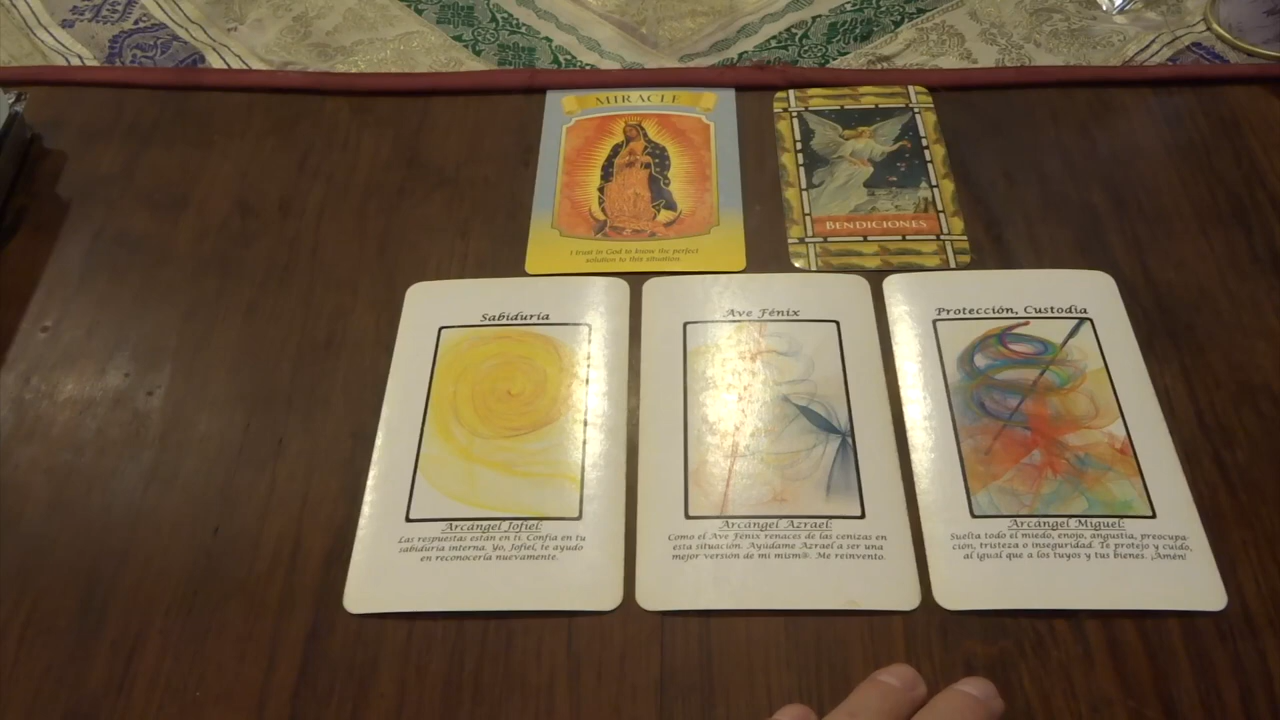 MIRACLE
I trust in God to know the perfect
solution to this situation.
BENDICIONES
Sabiduría
Arcángel Jofiel:
Las respuestas están en ti. Confía en tu
sabiduría interna. Yo, Jofiel, te ayudo
en reconocerla nuevamente.
Ave Fénix
Arcángel Azrael:
Como el Ave Fénix renaces de las cenizas en
esta situación. Ayúdame Azrael a ser una
mejor versión de mi mism@. Me reinvento.
Protección, Custodia
Arcángel Miguel:
Suelta todo el miedo, enojo, angustia, preocupa-
ción, tristeza o inseguridad. Te protejo y cuido,
al igual que a los tuyos y tus bienes. ¡Amén!